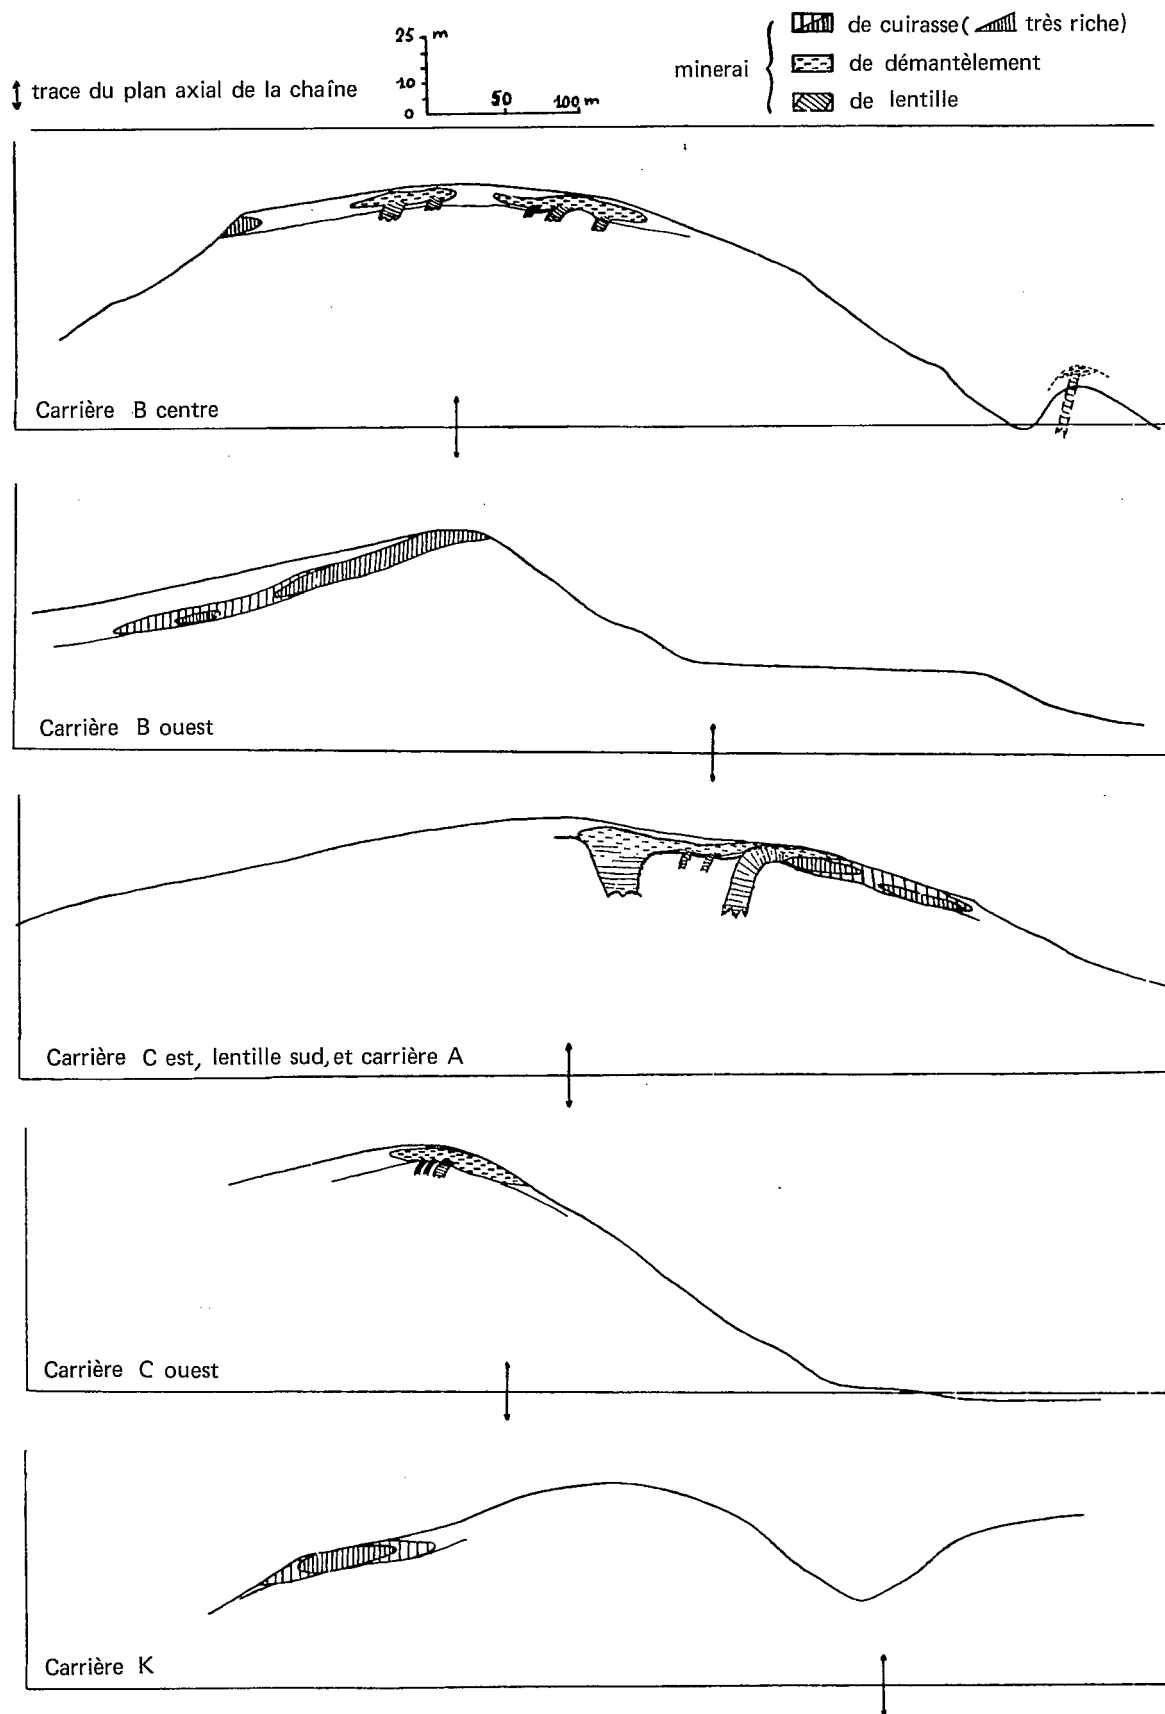 trace du plan axial de la chaîne
25 m
10
0
50 100 m
minerai
de cuirasse ( très riche)
de démantèlement
de lentille
Carrière B centre
Carrière B ouest
Carrière C est, lentille sud, et carrière A
Carrière C ouest
Carrière K